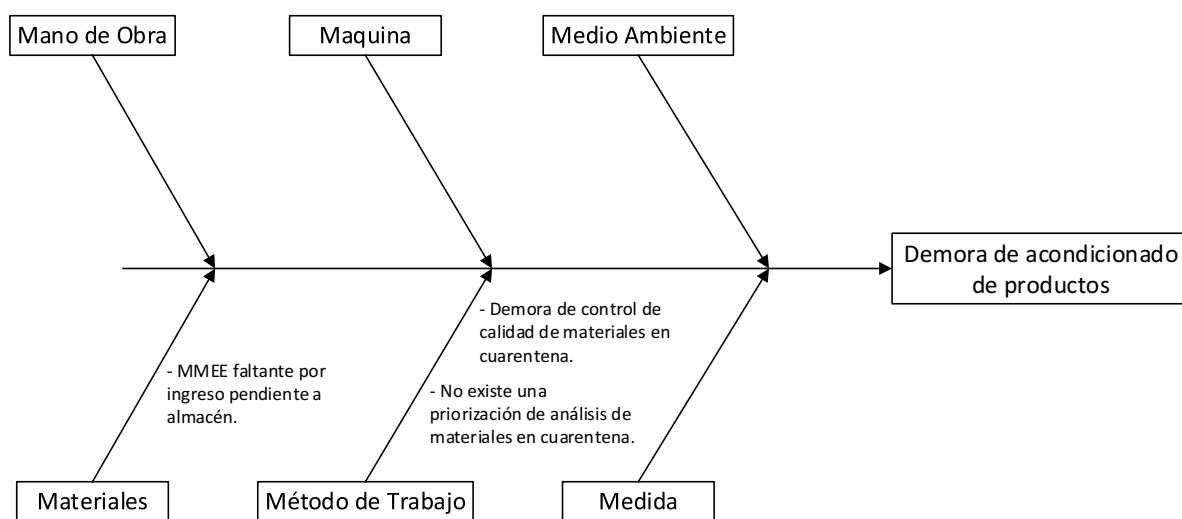 Mano de Obra
Maquina
Medio Ambiente
Demora de acondicionado
de productos
- Demora de control de
calidad de materiales en
cuarentena.
- MMEE faltante por
ingreso pendiente a
almacén.
- No existe una
priorización de análisis de
materiales en cuarentena.
Materiales
Método de Trabajo
Medida